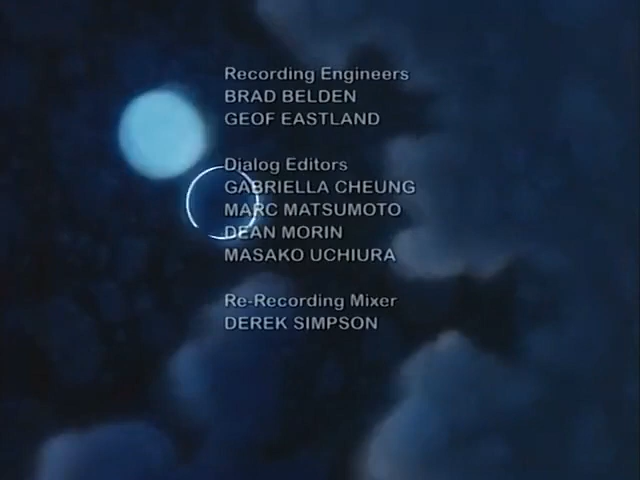 Recording Engineers
BRAD BELDEN
GEOF EASTLAND
Dialog Editors
GABRIELLA CHEUNG
MARC MATSUMOTO
DEAN MORIN
MASAKO UCHIURA
Re-Recording Mixer
DEREK SIMPSON